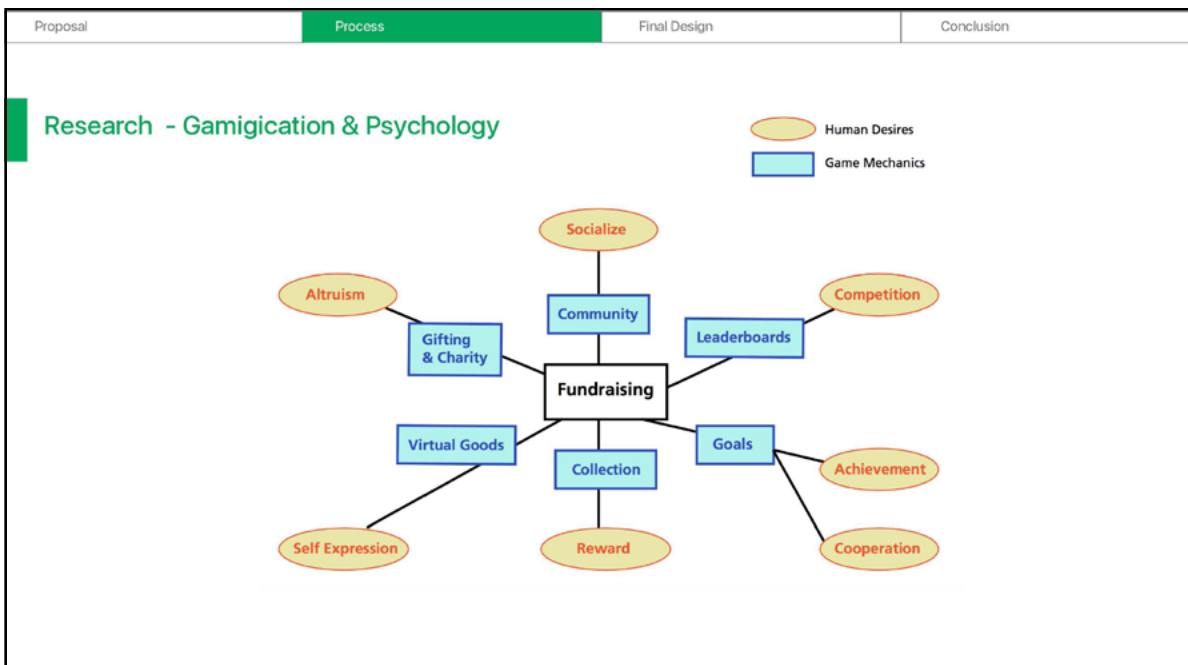 Proposal
Process
Final Design
Conclusion
Research - Gamigication & Psychology
Human Desires
Game Mechanics
Socialize
Altruism
Competition
Community
Leaderboards
Gifting
& Charity
Fundraising
Virtual Goods
Goals
Collection
Achievement
Self Expression
Reward
Cooperation